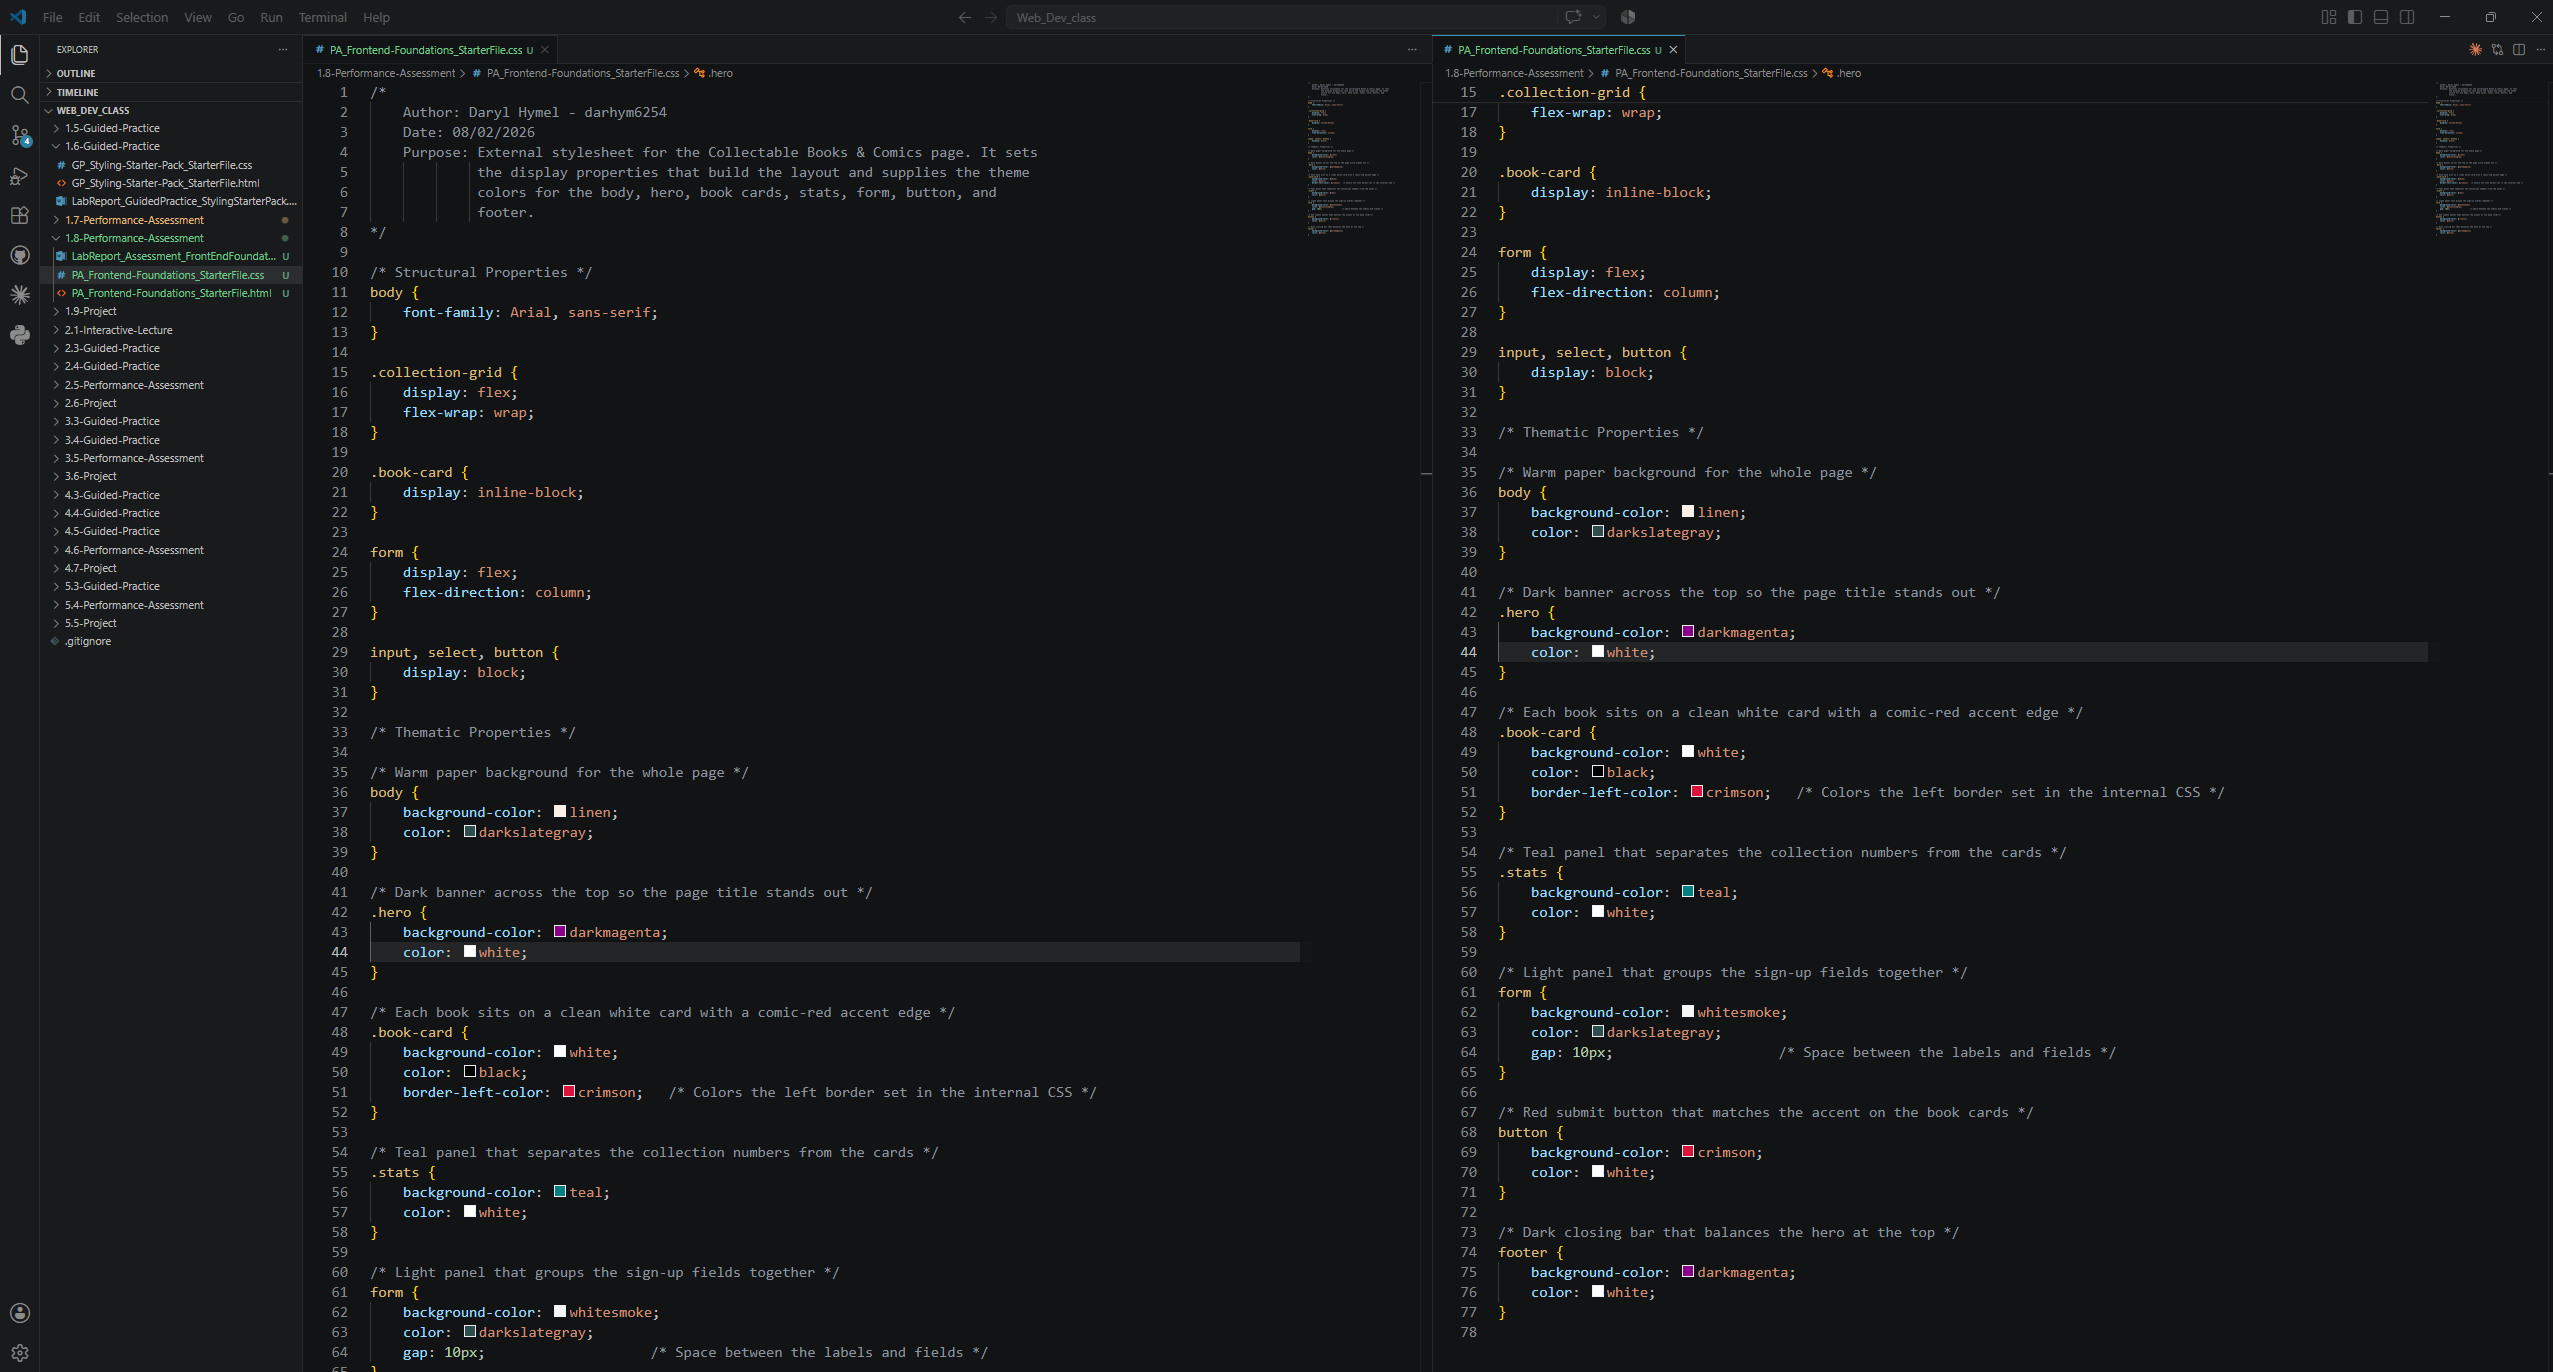 File Edit Selection View Go Run Terminal Help
Web_Dev_class
EXPLORER
OUTLINE
TIMELINE
WEB_DEV_CLASS
1.5-Guided-Practice
1.6-Guided-Practice
# GP_Styling-Starter-Pack_StarterFile.css
<> GP_Styling-Starter-Pack_StarterFile.html
LabReport_GuidedPractice_StylingStarterPack....
1.7-Performance-Assessment
1.8-Performance-Assessment
LabReport_Assessment_FrontEndFoundat... U
# PA_Frontend-Foundations_StarterFile.css U
<> PA_Frontend-Foundations_StarterFile.html U
1.9-Project
2.1-Interactive-Lecture
2.3-Guided-Practice
2.4-Guided-Practice
2.5-Performance-Assessment
2.6-Project
3.3-Guided-Practice
3.4-Guided-Practice
3.5-Performance-Assessment
3.6-Project
4.3-Guided-Practice
4.4-Guided-Practice
4.5-Guided-Practice
4.6-Performance-Assessment
4.7-Project
5.3-Guided-Practice
5.4-Performance-Assessment
5.5-Project
.gitignore
4
# PA_Frontend-Foundations_StarterFile.css U
1.8-Performance-Assessment > # PA_Frontend-Foundations_StarterFile.css > .hero
1 /*
2 Author: Daryl Hymel - darhym6254
3 Date: 08/02/2026
4 Purpose: External stylesheet for the Collectable Books & Comics page. It sets
5 the display properties that build the layout and supplies the theme
6 colors for the body, hero, book cards, stats, form, button, and
7 footer.
8 */
9
10 /* Structural Properties */
11 body {
12 font-family: Arial, sans-serif;
13 }
14
15 .collection-grid {
16 display: flex;
17 flex-wrap: wrap;
18 }
19
20 .book-card {
21 display: inline-block;
22 }
23
24 form {
25 display: flex;
26 flex-direction: column;
27 }
28
29 input, select, button {
30 display: block;
31 }
32
33 /* Thematic Properties */
34
35 /* Warm paper background for the whole page */
36 body {
37 background-color: linen;
38 color: darkslategray;
39 }
40
41 /* Dark banner across the top so the page title stands out */
42 .hero {
43 background-color: darkmagenta;
44 color: white;
45 }
46
47 /* Each book sits on a clean white card with a comic-red accent edge */
48 .book-card {
49 background-color: white;
50 color: black;
51 border-left-color: crimson; /* Colors the left border set in the internal CSS */
52 }
53
54 /* Teal panel that separates the collection numbers from the cards */
55 .stats {
56 background-color: teal;
57 color: white;
58 }
59
60 /* Light panel that groups the sign-up fields together */
61 form {
62 background-color: whitesmoke;
63 color: darkslategray;
64 gap: 10px; /* Space between the labels and fields */
65 }
# PA_Frontend-Foundations_StarterFile.css U
1.8-Performance-Assessment > # PA_Frontend-Foundations_StarterFile.css > .hero
15 .collection-grid {
17 flex-wrap: wrap;
18 }
19
20 .book-card {
21 display: inline-block;
22 }
23
24 form {
25 display: flex;
26 flex-direction: column;
27 }
28
29 input, select, button {
30 display: block;
31 }
32
33 /* Thematic Properties */
34
35 /* Warm paper background for the whole page */
36 body {
37 background-color: linen;
38 color: darkslategray;
39 }
40
41 /* Dark banner across the top so the page title stands out */
42 .hero {
43 background-color: darkmagenta;
44 color: white;
45 }
46
47 /* Each book sits on a clean white card with a comic-red accent edge */
48 .book-card {
49 background-color: white;
50 color: black;
51 border-left-color: crimson; /* Colors the left border set in the internal CSS */
52 }
53
54 /* Teal panel that separates the collection numbers from the cards */
55 .stats {
56 background-color: teal;
57 color: white;
58 }
59
60 /* Light panel that groups the sign-up fields together */
61 form {
62 background-color: whitesmoke;
63 color: darkslategray;
64 gap: 10px; /* Space between the labels and fields */
65 }
66
67 /* Red submit button that matches the accent on the book cards */
68 button {
69 background-color: crimson;
70 color: white;
71 }
72
73 /* Dark closing bar that balances the hero at the top */
74 footer {
75 background-color: darkmagenta;
76 color: white;
77 }
78